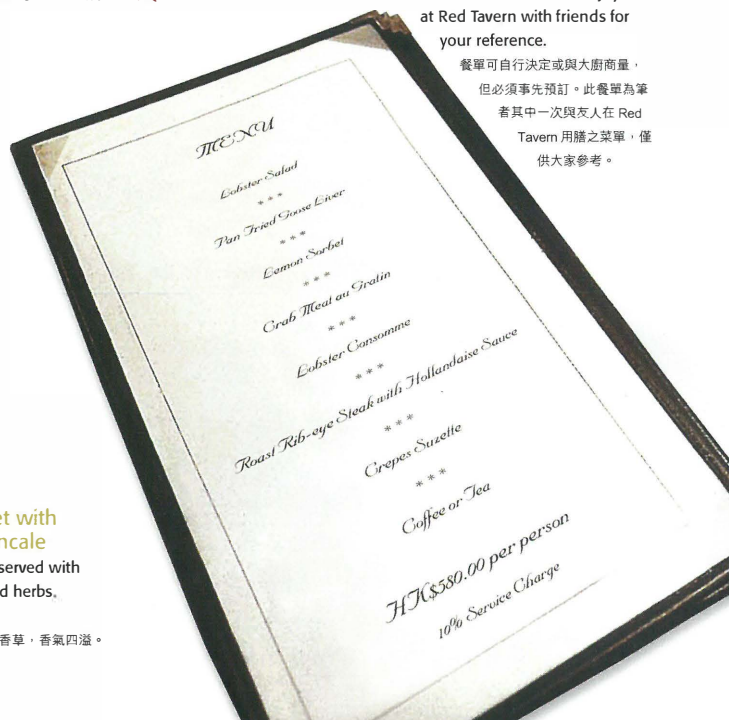 at Red Tavern with friends for
your reference.
餐單可自行決定或與大廚商量，
但必須事先預訂。此餐單為筆
者其中一次與友人在 Red
Tavern 用膳之菜單，僅
供大家參考。
MENU
Lobster Salad
* * *
Pan Fried Goose Liver
* * *
Lemon Sorbet
* * *
Crab Meat au Gratin
* * *
Lobster Consomme
* * *
Roast Rib-eye Steak with Hollandaise Sauce
* * *
Crepes Suzette
* * *
Coffee or Tea
HK$580.00 per person
10% Service Charge
et with
ncale
served with
d herbs.
香草，香氣四溢。